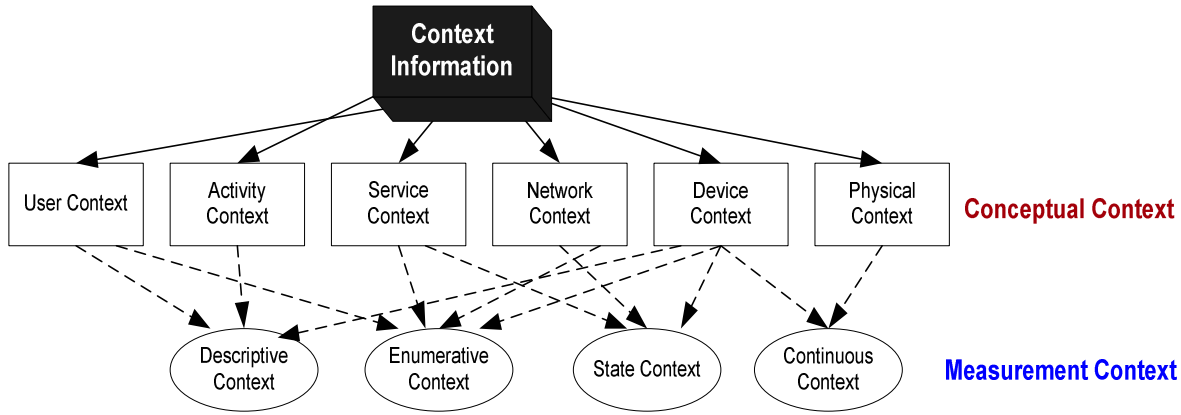 Context
Information
User Context
Activity
Context
Service
Context
Network
Context
Device
Context
Physical
Context
Conceptual Context
Descriptive
Context
Enumerative
Context
State Context
Continuous
Context
Measurement Context